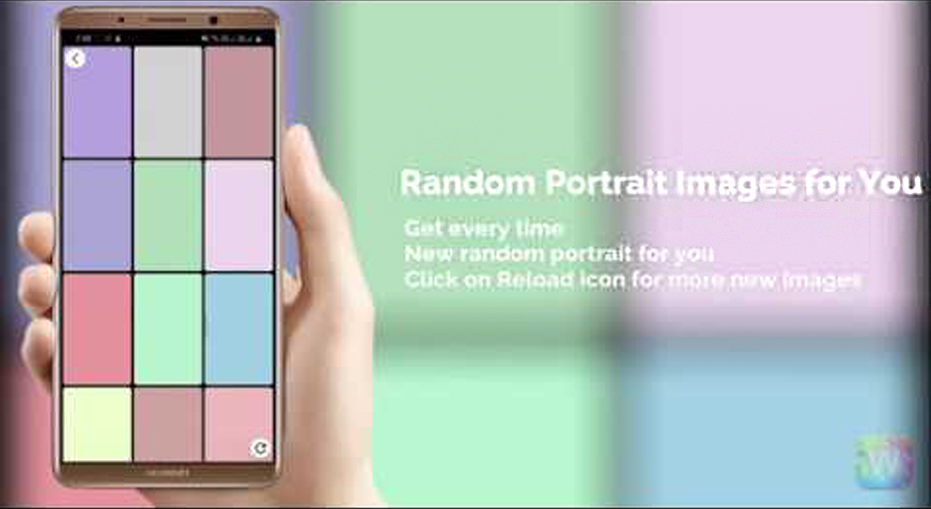 Random Portrait Images for You
Get every time
New random portrait for you
Click on Reload icon for more new images
W